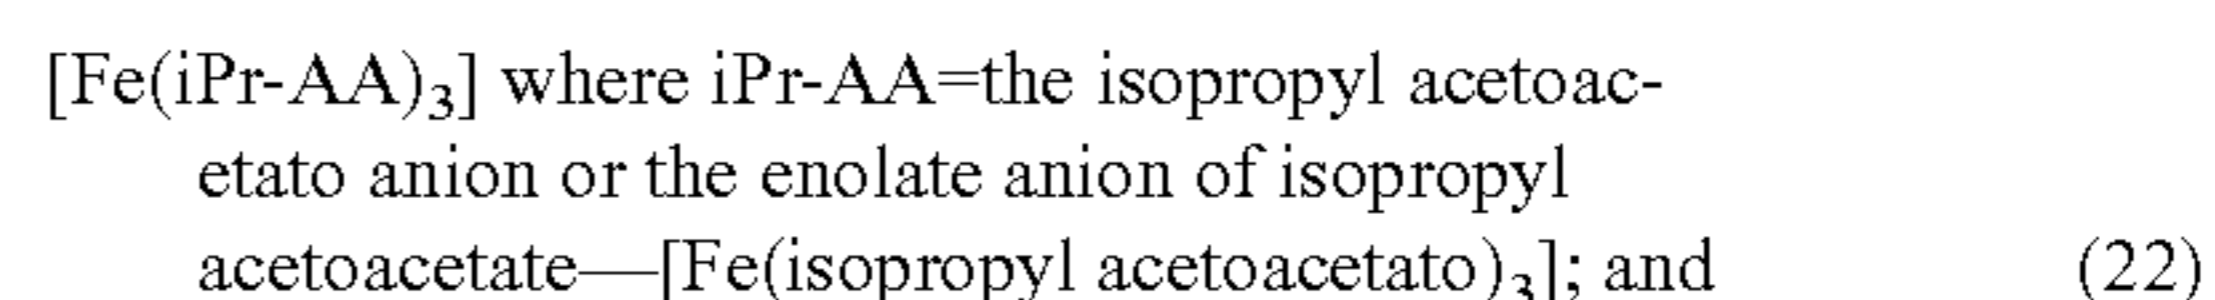 [Fe(iPr-AA)₃] where iPr-AA=the isopropyl acetoac-
etato anion or the enolate anion of isopropyl
acetoacetate—[Fe(isopropyl acetoacetato)₃]; and (22)